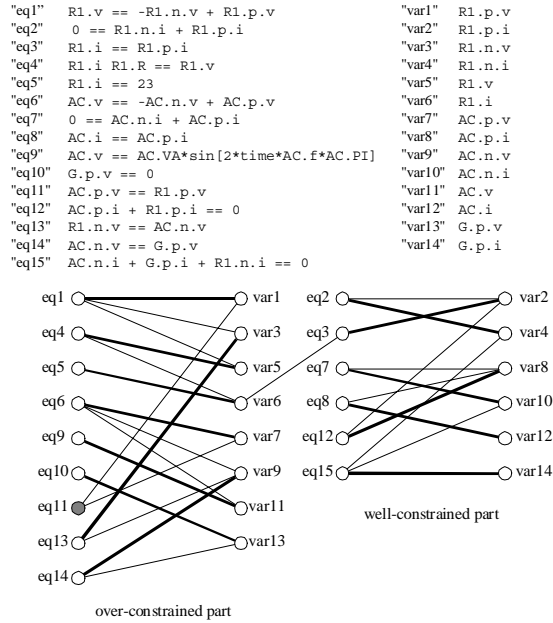 "eq1" R1.v == -R1.n.v + R1.p.v "var1" R1.p.v
"eq2" 0 == R1.n.i + R1.p.i "var2" R1.p.i
"eq3" R1.i == R1.p.i "var3" R1.n.v
"eq4" R1.i R1.R == R1.v "var4" R1.n.i
"eq5" R1.i == 23 "var5" R1.v
"eq6" AC.v == -AC.n.v + AC.p.v "var6" R1.i
"eq7" 0 == AC.n.i + AC.p.i "var7" AC.p.v
"eq8" AC.i == AC.p.i "var8" AC.p.i
"eq9" AC.v == AC.VA*sin[2*time*AC.f*AC.PI] "var9" AC.n.v
"eq10" G.p.v == 0 "var10" AC.n.i
"eq11" AC.p.v == R1.p.v "var11" AC.v
"eq12" AC.p.i + R1.p.i == 0 "var12" AC.i
"eq13" R1.n.v == AC.n.v "var13" G.p.v
"eq14" AC.n.v == G.p.v "var14" G.p.i
"eq15" AC.n.i + G.p.i + R1.n.i == 0
eq1 var1 eq2 var2
eq4 var3 eq3 var4
eq5 var5 eq7 var8
eq6 var6 eq8 var10
eq9 var7 eq12 var12
eq10 var9 eq15 var14
eq11 var11
well-constrained part
eq13 var13
eq14
over-constrained part